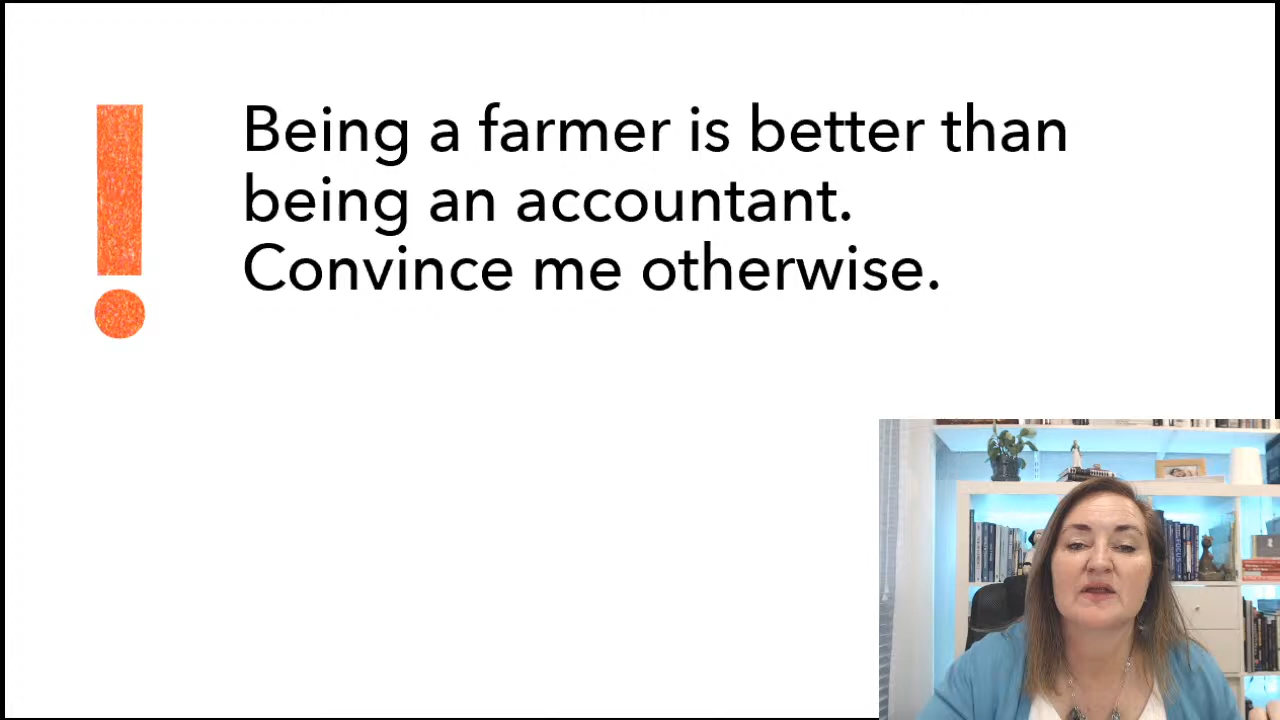 Being a farmer is better than
being an accountant.
Convince me otherwise.